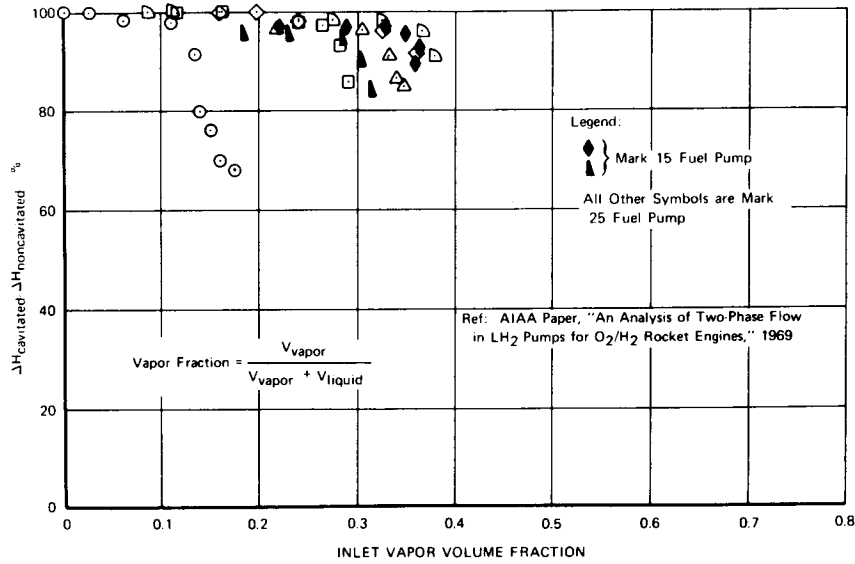 100
80
60
40
20
0
ΔHcavitated/ΔHnoncavitated %
Legend:
Mark 15 Fuel Pump
All Other Symbols are Mark
25 Fuel Pump
Ref: AIAA Paper, "An Analysis of Two-Phase Flow
in LH2 Pumps for O2/H2 Rocket Engines," 1969
Vapor Fraction = Vvapor
Vvapor + Vliquid
0 0.1 0.2 0.3 0.4 0.5 0.6 0.7 0.8
INLET VAPOR VOLUME FRACTION